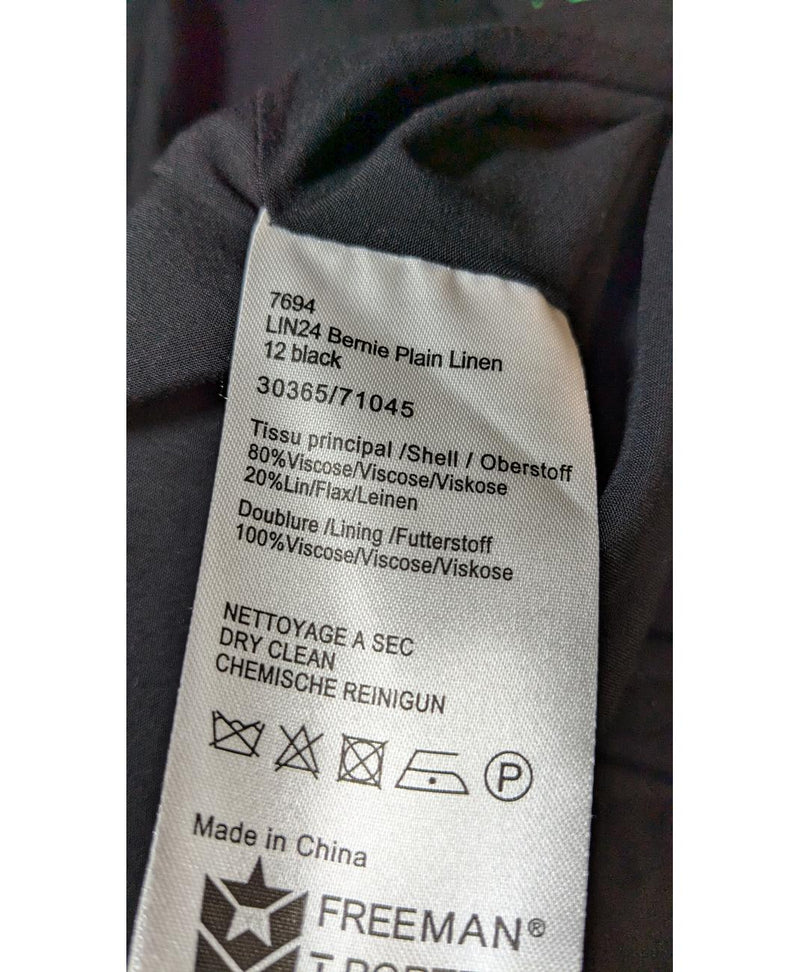 7694
LIN24 Bernie Plain Linen
12 black
30365/71045
Tissu principal /Shell / Oberstoff
80%Viscose/Viscose/Viskose
20%Lin/Flax/Leinen
Doublure /Lining /Futterstoff
100%Viscose/Viscose/Viskose
NETTOYAGE A SEC
DRY CLEAN
CHEMISCHE REINIGUN
P
Made in China
FREEMAN®